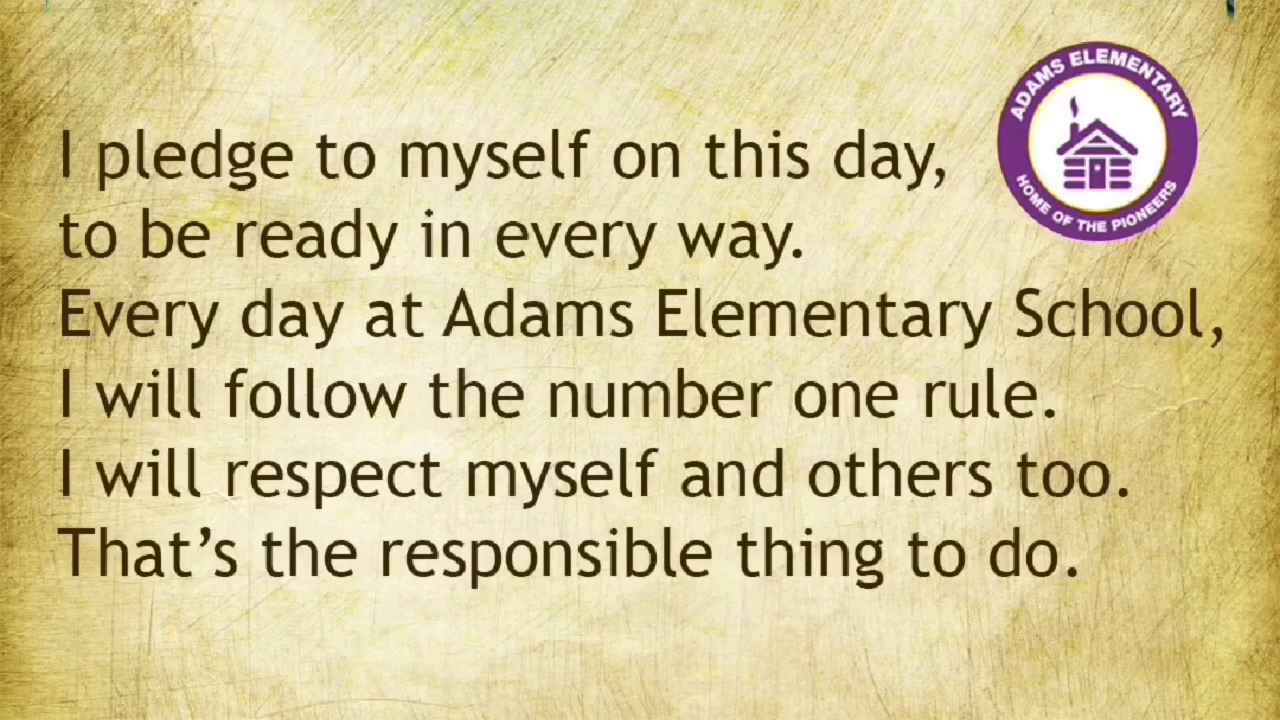 ADAMS ELEMENTARY
HOME OF THE PIONEERS
I pledge to myself on this day,
to be ready in every way.
Every day at Adams Elementary School,
I will follow the number one rule.
I will respect myself and others too.
That’s the responsible thing to do.